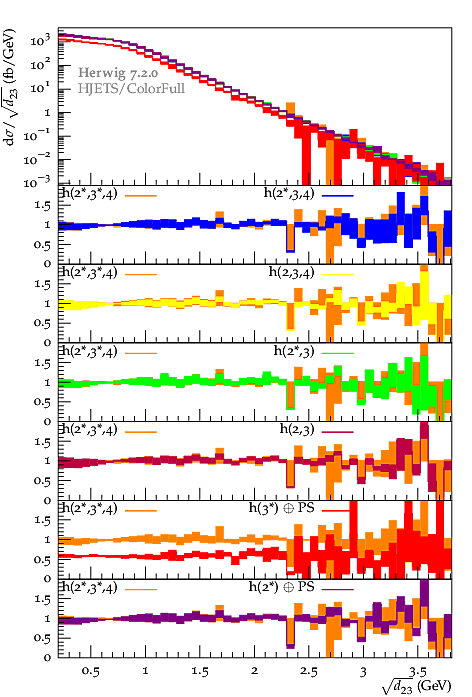 dσ/√d₂₃ (fb/GeV)
10³
10²
10¹
1
10⁻¹
10⁻²
10⁻³
Herwig 7.2.0
HJETS/ColorFull
h(2*,3*,4) h(2*,3,4)
1.5
1
0.5
0
h(2*,3*,4) h(2,3,4)
1.5
1
0.5
0
h(2*,3*,4) h(2*,3)
1.5
1
0.5
0
h(2*,3*,4) h(2,3)
1.5
1
0.5
0
h(2*,3*,4) h(3*) ⊕ PS
1.5
1
0.5
0
h(2*,3*,4) h(2*) ⊕ PS
1.5
1
0.5
0
0.5 1 1.5 2 2.5 3 3.5
√d₂₃ (GeV)